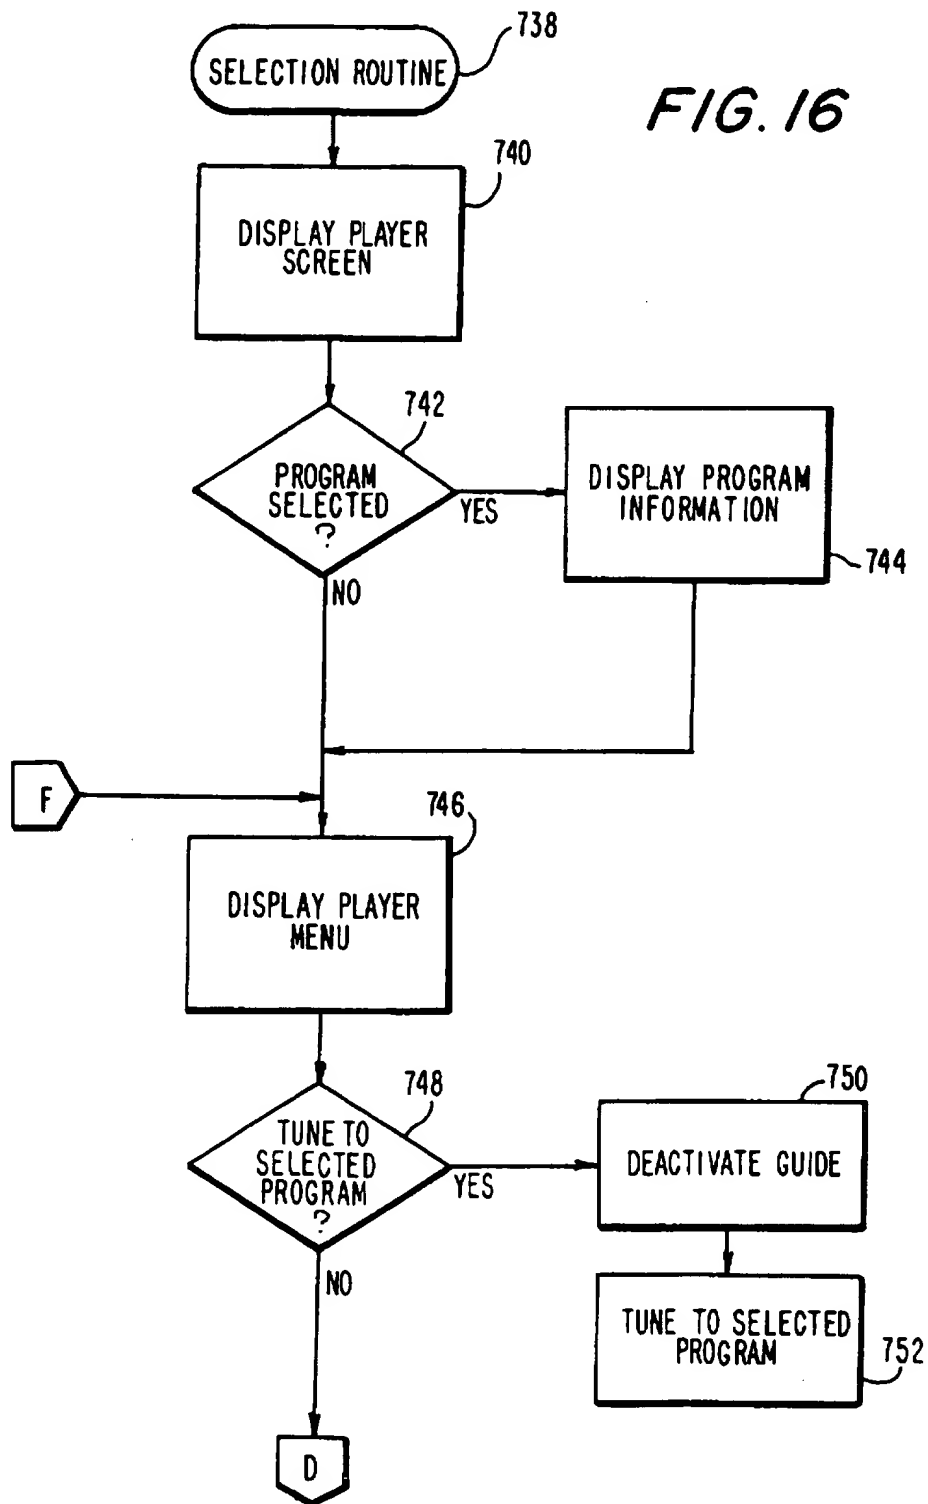 738
SELECTION ROUTINE
FIG. 16
740
DISPLAY PLAYER
SCREEN
742
PROGRAM
SELECTED
?
YES
NO
DISPLAY PROGRAM
INFORMATION
744
F
746
DISPLAY PLAYER
MENU
748
TUNE TO
SELECTED
PROGRAM
?
YES
NO
750
DEACTIVATE GUIDE
TUNE TO SELECTED
PROGRAM
752
D